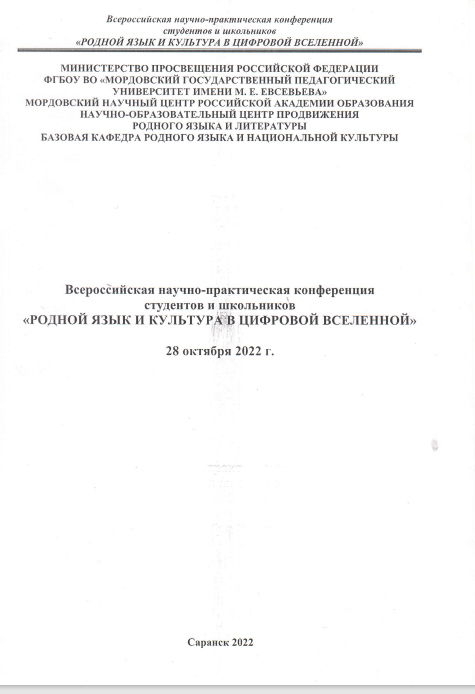 Всероссийская научно-практическая конференция
студентов и школьников
«РОДНОЙ ЯЗЫК И КУЛЬТУРА В ЦИФРОВОЙ ВСЕЛЕННОЙ»
МИНИСТЕРСТВО ПРОСВЕЩЕНИЯ РОССИЙСКОЙ ФЕДЕРАЦИИ
ФГБОУ ВО «МОРДОВСКИЙ ГОСУДАРСТВЕННЫЙ ПЕДАГОГИЧЕСКИЙ
УНИВЕРСИТЕТ ИМЕНИ М. Е. ЕВСЕВЬЕВА»
МОРДОВСКИЙ НАУЧНЫЙ ЦЕНТР РОССИЙСКОЙ АКАДЕМИИ ОБРАЗОВАНИЯ
НАУЧНО-ОБРАЗОВАТЕЛЬНЫЙ ЦЕНТР ПРОДВИЖЕНИЯ
РОДНОГО ЯЗЫКА И ЛИТЕРАТУРЫ
БАЗОВАЯ КАФЕДРА РОДНОГО ЯЗЫКА И НАЦИОНАЛЬНОЙ КУЛЬТУРЫ
Всероссийская научно-практическая конференция
студентов и школьников
«РОДНОЙ ЯЗЫК И КУЛЬТУРА В ЦИФРОВОЙ ВСЕЛЕННОЙ»
28 октября 2022 г.
Саранск 2022